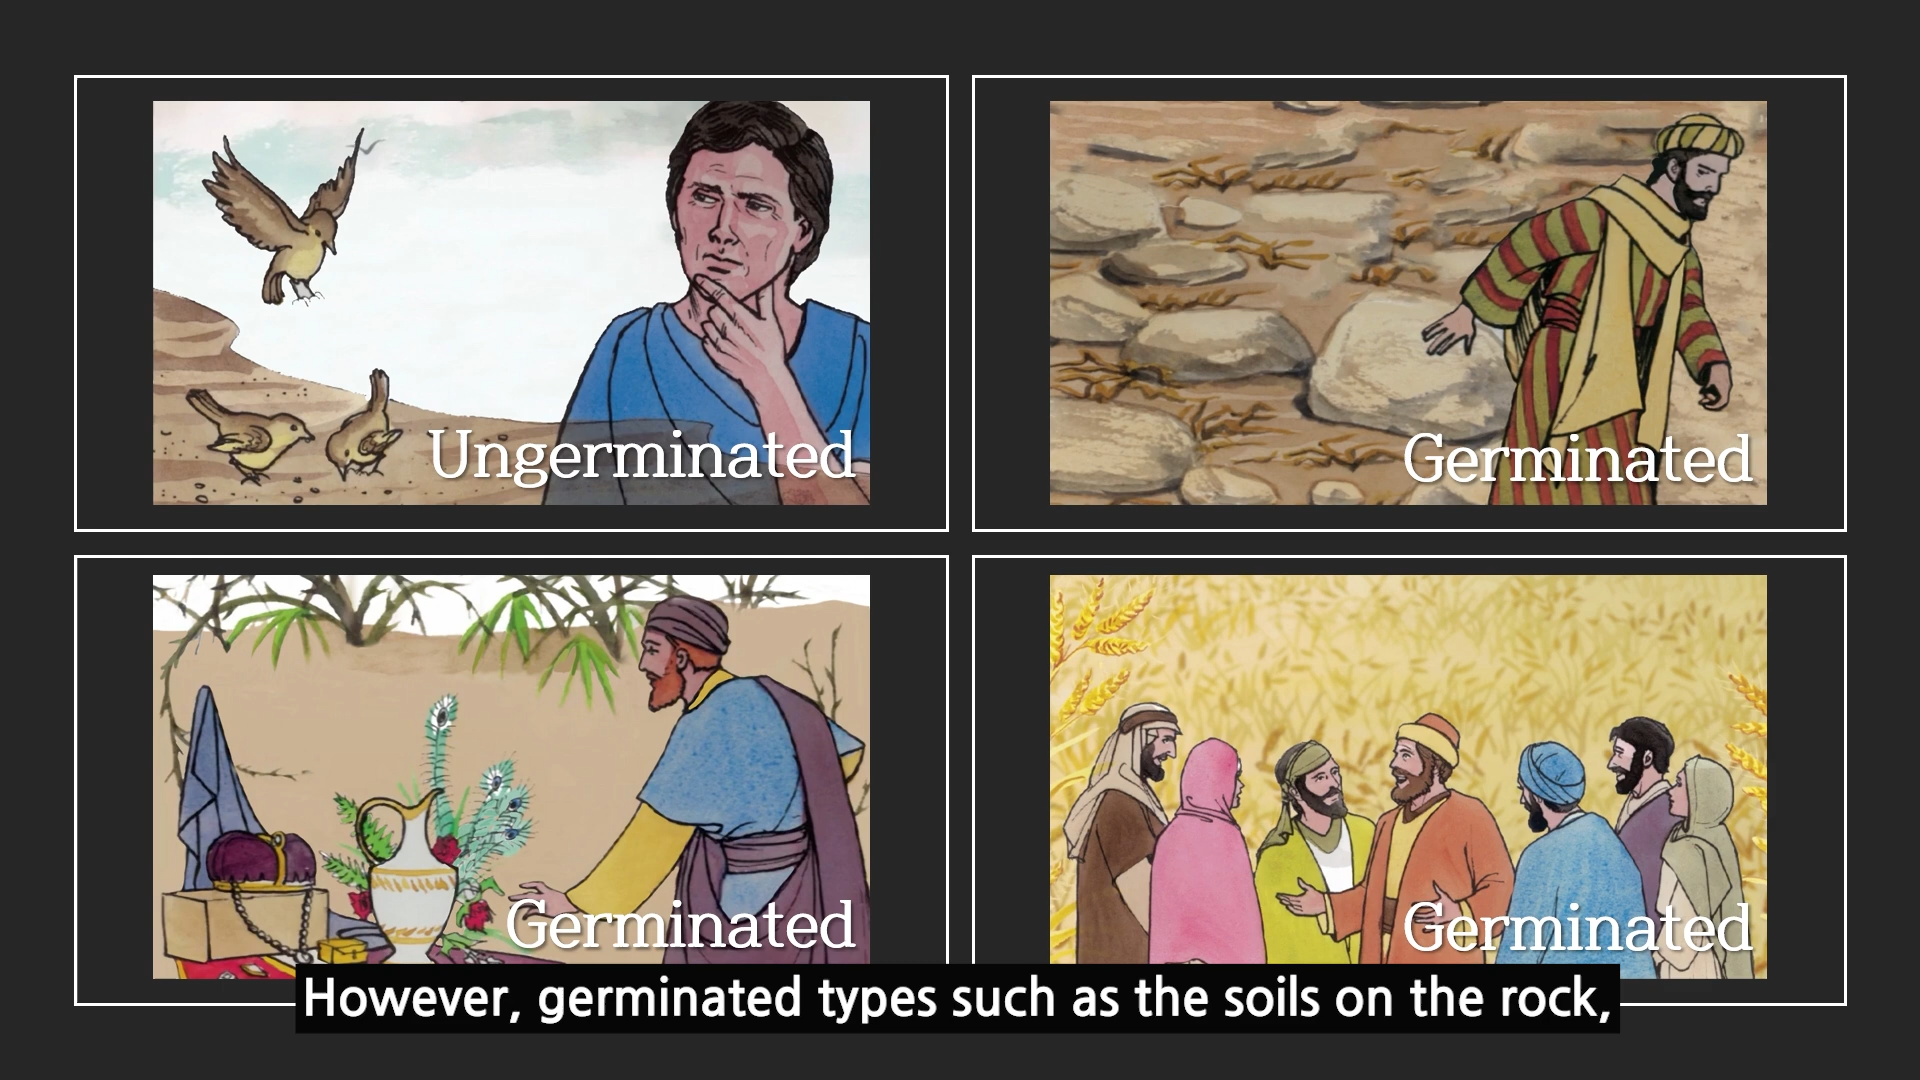 Ungerminated
Germinated
Germinated
Germinated
However, germinated types such as the soils on the rock,